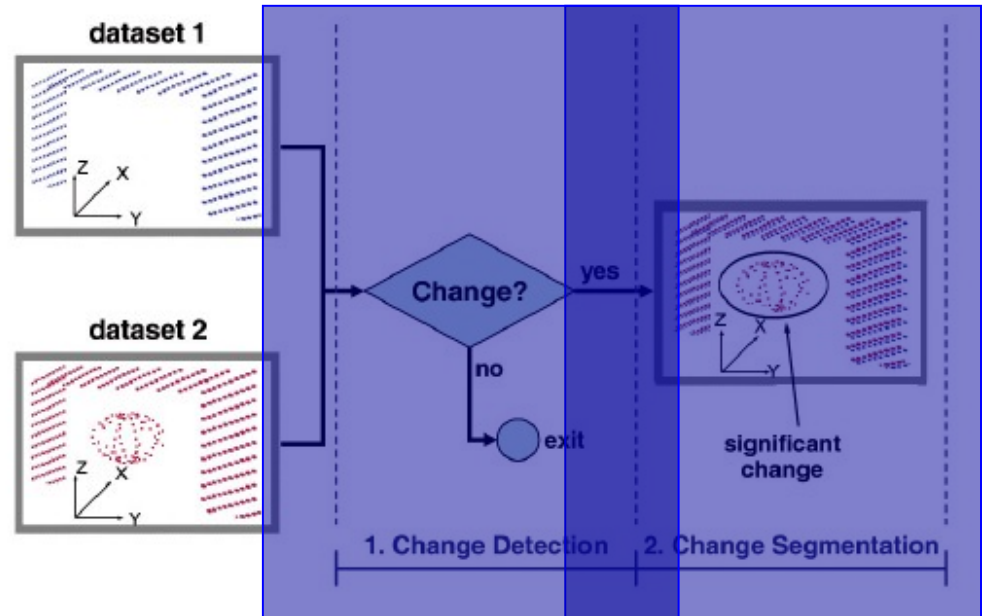 dataset 1
Z
X
Y
dataset 2
Z
X
Y
Change?
yes
no
exit
Z
X
Y
significant
change
1. Change Detection
2. Change Segmentation